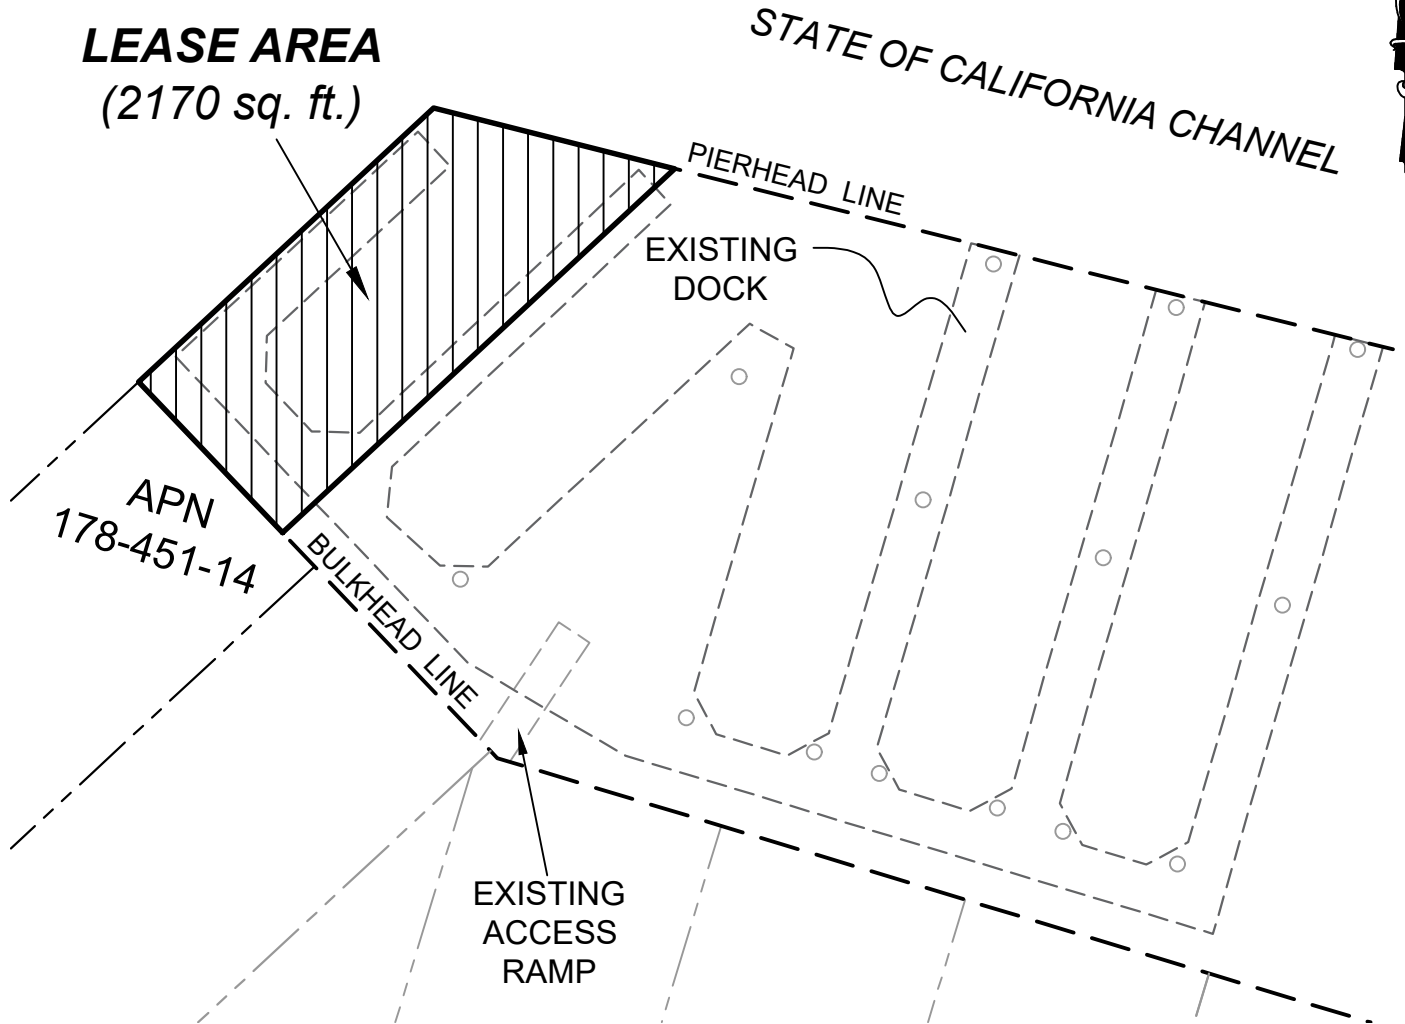 LEASE AREA
(2170 sq. ft.)
STATE OF CALIFORNIA CHANNEL
PIERHEAD LINE
EXISTING
DOCK
APN
178-451-14
BULKHEAD LINE
EXISTING
ACCESS
RAMP